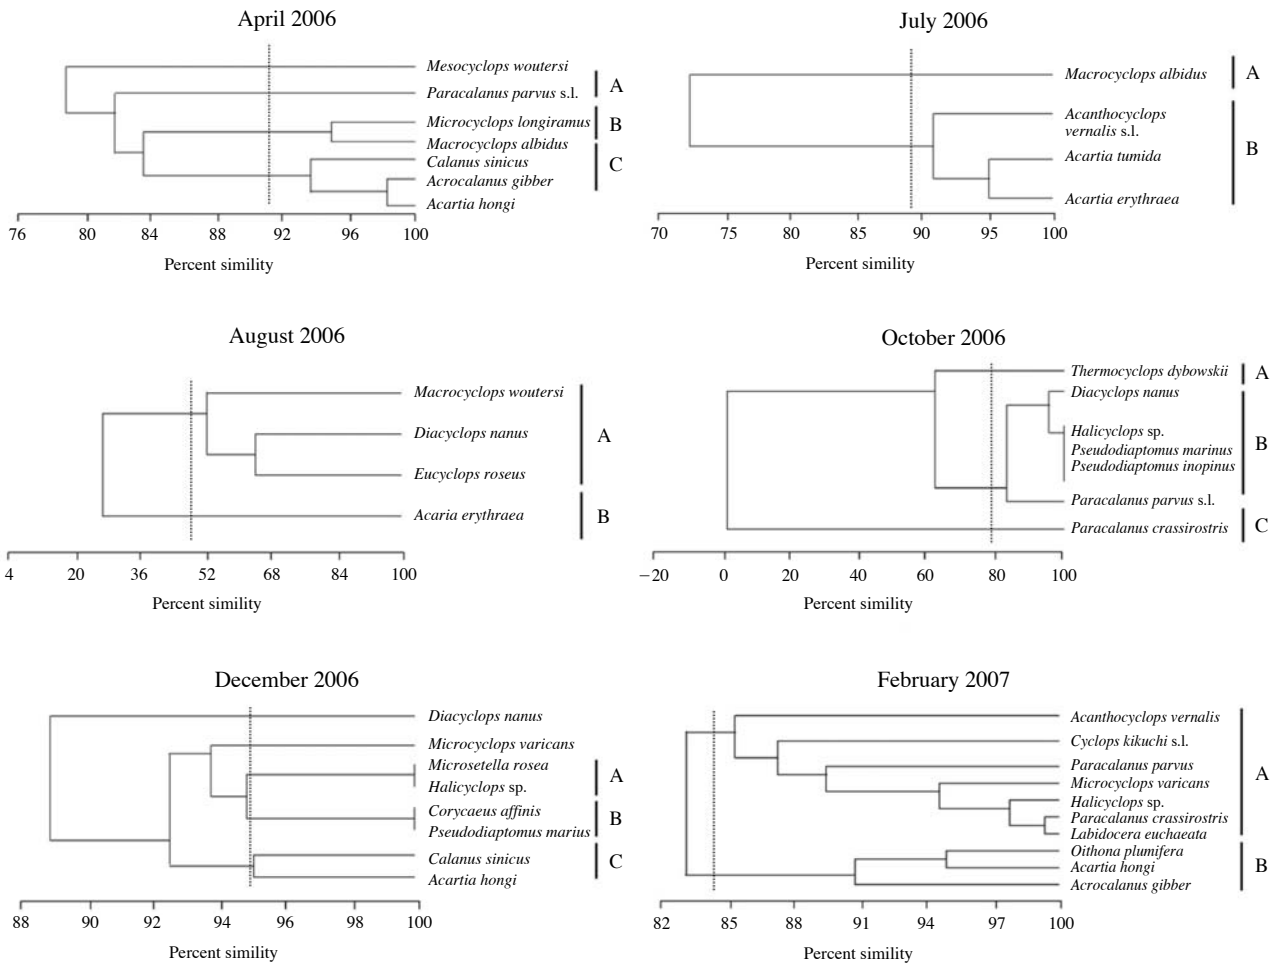 April 2006
Mesocyclops woutersi
Paracalanus parvus s.l.
A
Microcyclops longiramus
B
Macrocyclops albidus
Calanus sinicus
C
Acrocalanus gibber
Acartia hongi
76 80 84 88 92 96 100
Percent simility
July 2006
Macrocyclops albidus
A
Acanthocyclops
vernalis s.l.
Acartia tumida
B
Acartia erythraea
70 75 80 85 90 95 100
Percent simility
August 2006
Macrocyclops woutersi
Diacyclops nanus
A
Eucyclops roseus
Acaria erythraea
B
4 20 36 52 68 84 100
Percent simility
October 2006
Thermocyclops dybowskii
A
Diacyclops nanus
Halicyclops sp.
B
Pseudodiaptomus marinus
Pseudodiaptomus inopinus
Paracalanus parvus s.l.
Paracalanus crassirostris
C
−20 0 20 40 60 80 100
Percent simility
December 2006
Diacyclops nanus
Microcyclops varicans
Microsetella rosea
A
Halicyclops sp.
Corycaeus affinis
B
Pseudodiaptomus marius
Calanus sinicus
C
Acartia hongi
88 90 92 94 96 98 100
Percent simility
February 2007
Acanthocyclops vernalis
Cyclops kikuchi s.l.
Paracalanus parvus
A
Microcyclops varicans
Halicyclops sp.
Paracalanus crassirostris
Labidocera euchaeata
Oithona plumifera
Acartia hongi
B
Acrocalanus gibber
82 85 88 91 94 97 100
Percent simility